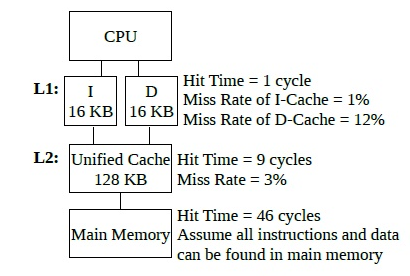 CPU
L1:
I
16 KB
D
16 KB
Hit Time = 1 cycle
Miss Rate of I-Cache = 1%
Miss Rate of D-Cache = 12%
L2:
Unified Cache
128 KB
Hit Time = 9 cycles
Miss Rate = 3%
Main Memory
Hit Time = 46 cycles
Assume all instructions and data
can be found in main memory